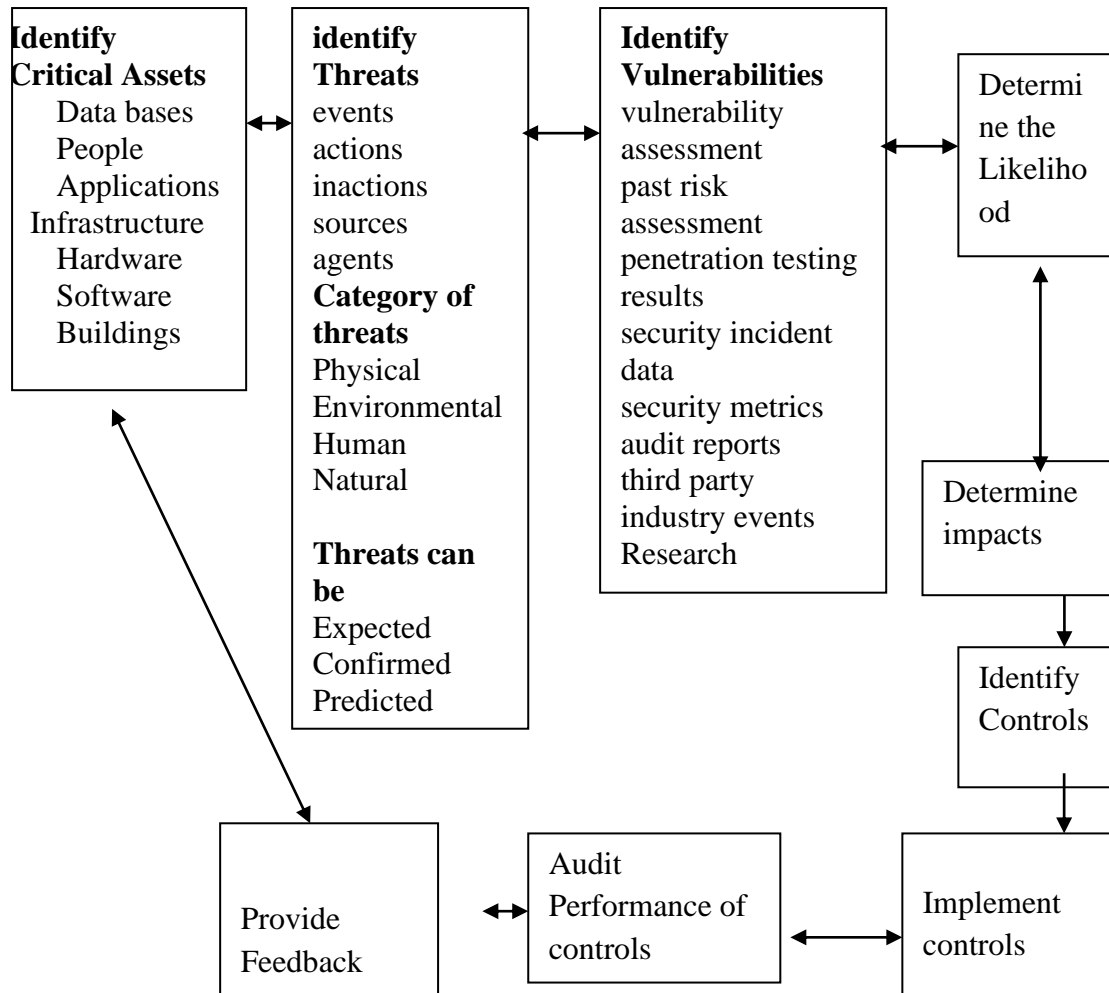 Identify
Critical Assets
Data bases
People
Applications
Infrastructure
Hardware
Software
Buildings
identify
Threats
events
actions
inactions
sources
agents
Category of
threats
Physical
Environmental
Human
Natural
Threats can
be
Expected
Confirmed
Predicted
Identify
Vulnerabilities
vulnerability
assessment
past risk
assessment
penetration testing
results
security incident
data
security metrics
audit reports
third party
industry events
Research
Determi
ne the
Likeliho
od
Determine
impacts
Identify
Controls
Implement
controls
Audit
Performance of
controls
Provide
Feedback